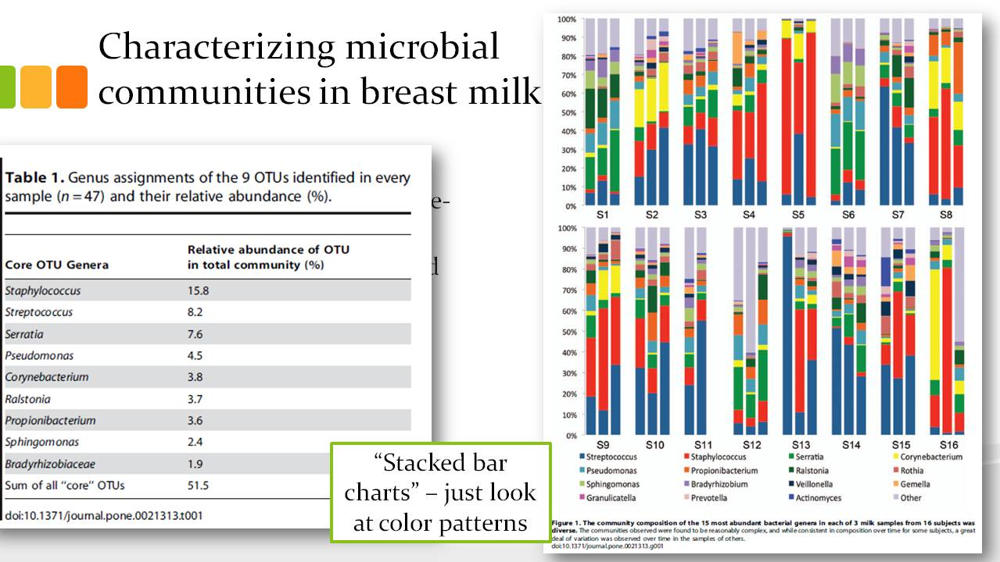 Characterizing microbial
communities in breast milk
Table 1. Genus assignments of the 9 OTUs identified in every
sample (n = 47) and their relative abundance (%).
Core OTU Genera
Relative abundance of OTU
in total community (%)
Staphylococcus 15.8
Streptococcus 8.2
Serratia 7.6
Pseudomonas 4.5
Corynebacterium 3.8
Ralstonia 3.7
Propionibacterium 3.6
Sphingomonas 2.4
Bradyrhizobiaceae 1.9
Sum of all “core” OTUs 51.5
doi:10.1371/journal.pone.0021313.t001
e-
d
“Stacked bar
charts” – just look
at color patterns
100%
90%
80%
70%
60%
50%
40%
30%
20%
10%
0%
S1 S2 S3 S4 S5 S6 S7 S8
100%
90%
80%
70%
60%
50%
40%
30%
20%
10%
0%
S9 S10 S11 S12 S13 S14 S15 S16
Streptococcus Staphylococcus Serratia Corynebacterium
Pseudomonas Propionibacterium Ralstonia Rothia
Sphingomonas Bradyrhizobium Veillonella Gemella
Granulicatella Prevotella Actinomyces Other
Figure 1. The community composition of the 15 most abundant bacterial genera in each of 3 milk samples from 16 subjects was
diverse. The communities observed were found to be reasonably complex, and while consistent in composition over time for some subjects, a great
deal of variation was observed over time in the samples of others.
doi:10.1371/journal.pone.0021313.g001